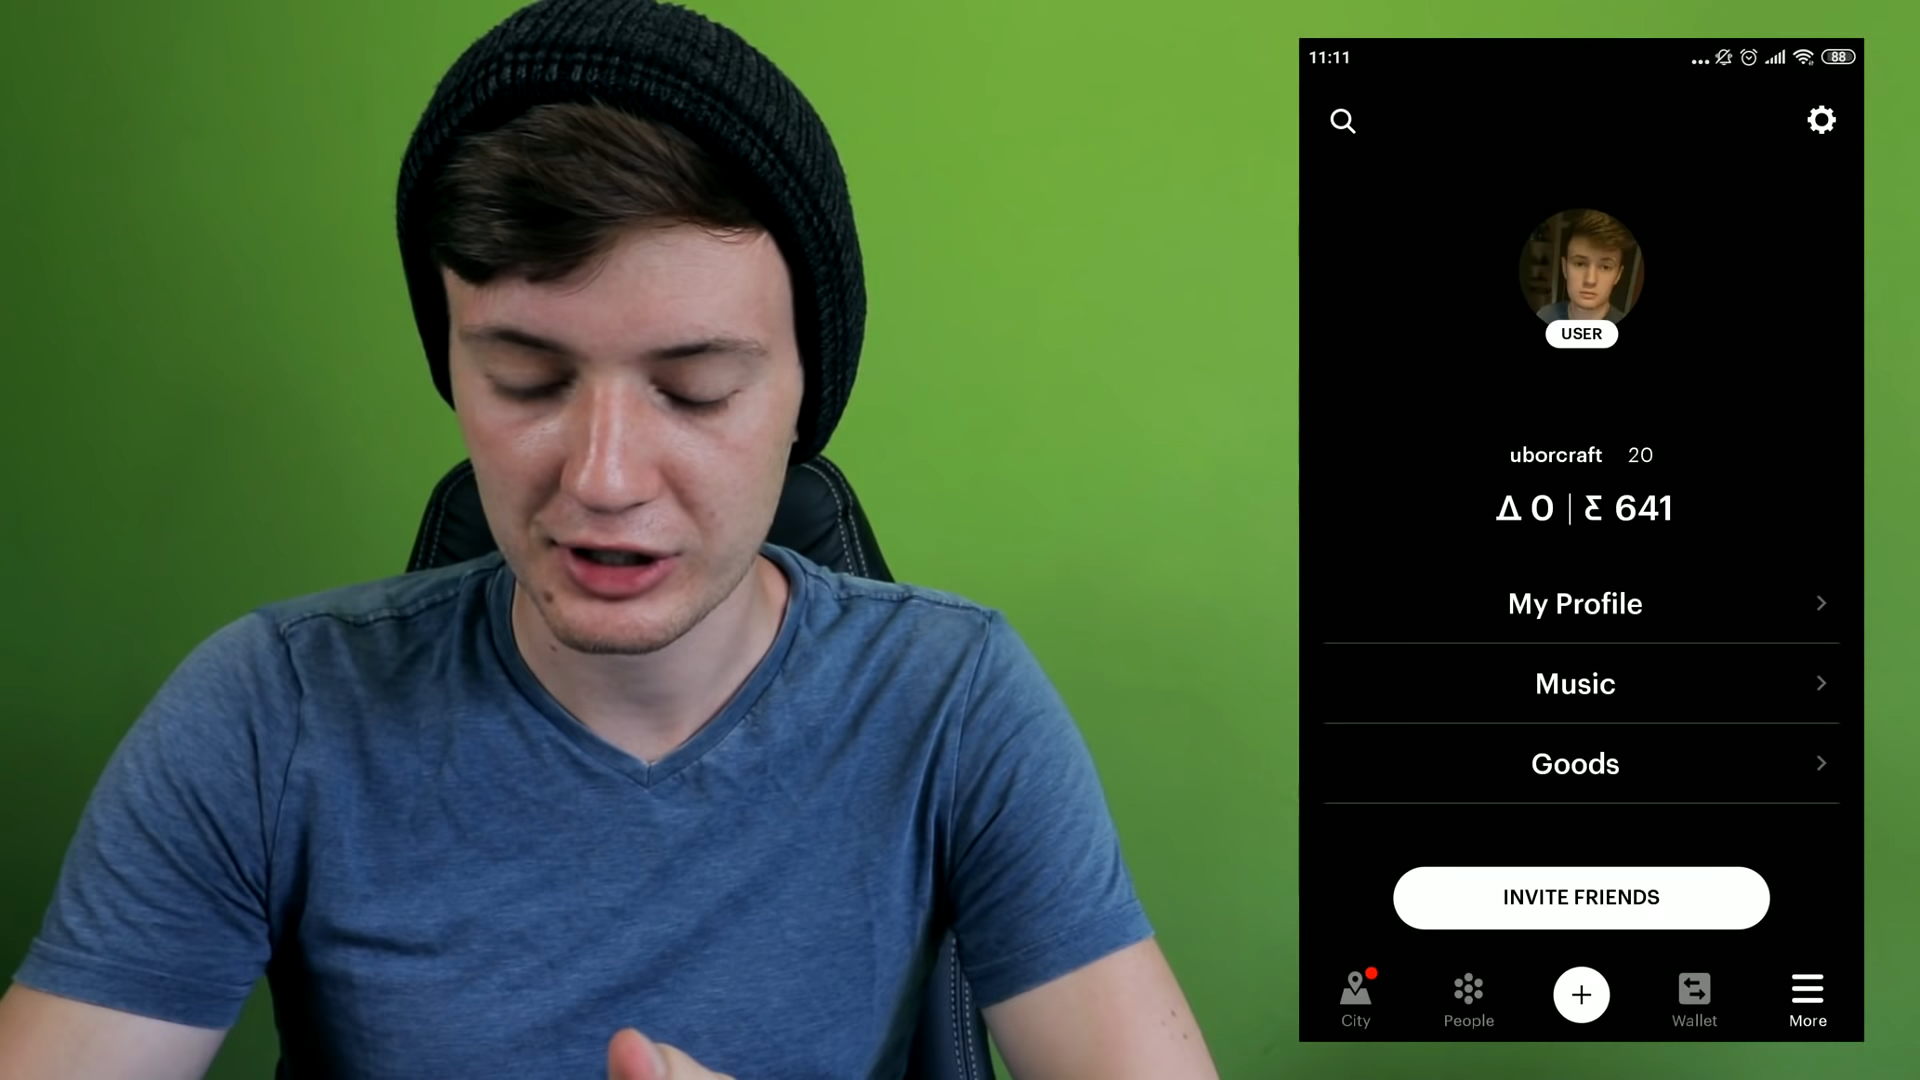 11:11
88
USER
uborcraft 20
Δ 0 | Ƹ 641
My Profile
Music
Goods
INVITE FRIENDS
City
People
Wallet
More